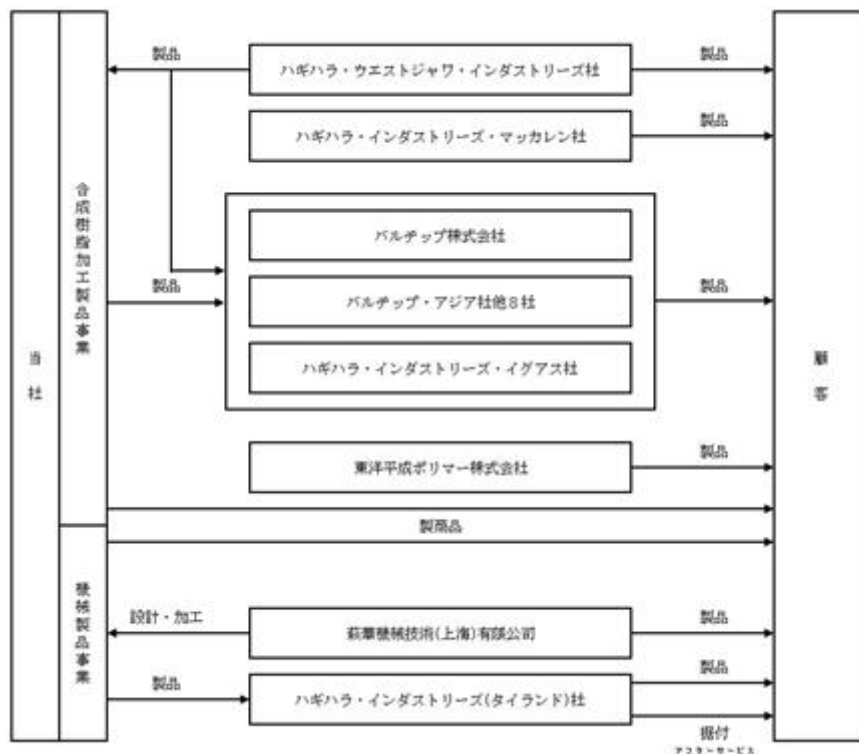 当社
合成樹脂加工製品事業
機械製品事業
製品
ハギハラ・ウエストジャワ・インダストリーズ社
製品
ハギハラ・インダストリーズ・マッカレン社
製品
バルチップ株式会社
製品
バルチップ・アジア社他8社
製品
ハギハラ・インダストリーズ・イグアス社
東洋平成ポリマー株式会社
製品
製商品
設計・加工
萩華機械技術(上海)有限公司
製品
製品
ハギハラ・インダストリーズ(タイランド)社
製品
据付
アフターサービス
顧客